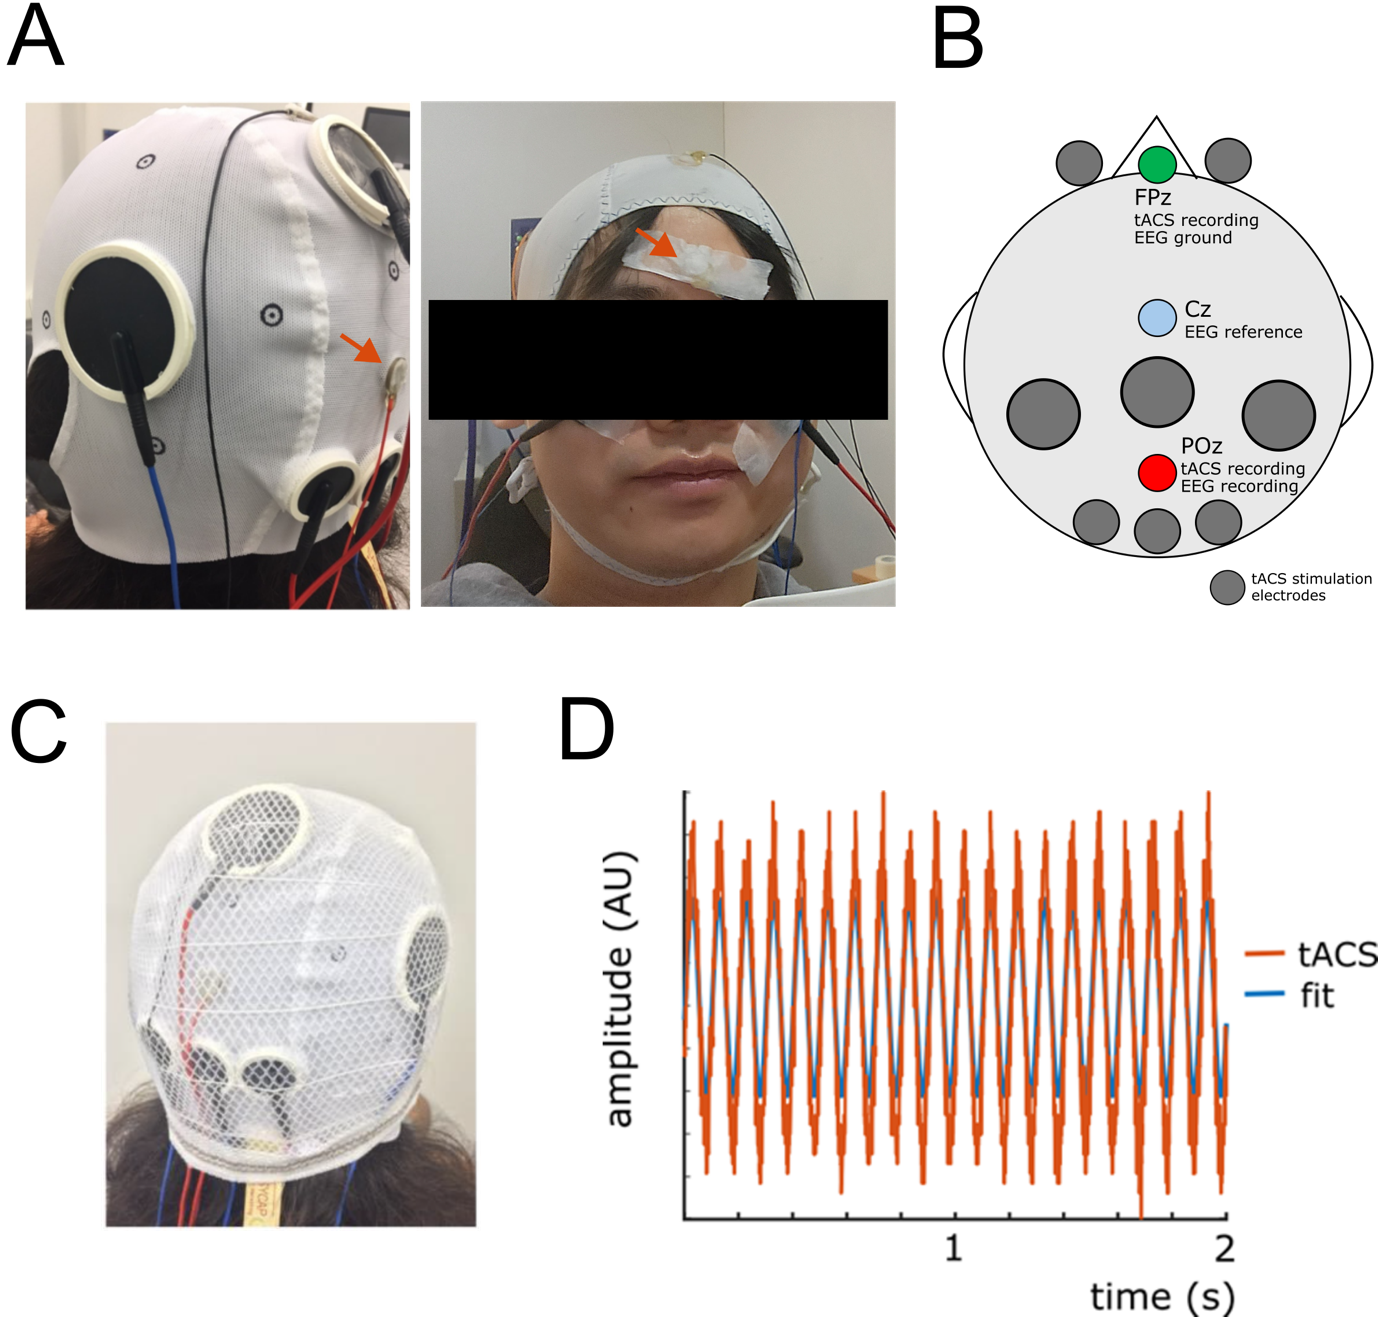 A
B
FPz
tACS recording
EEG ground
Cz
EEG reference
POz
tACS recording
EEG recording
tACS stimulation
electrodes
C
D
amplitude (AU)
tACS
fit
1
2
time (s)